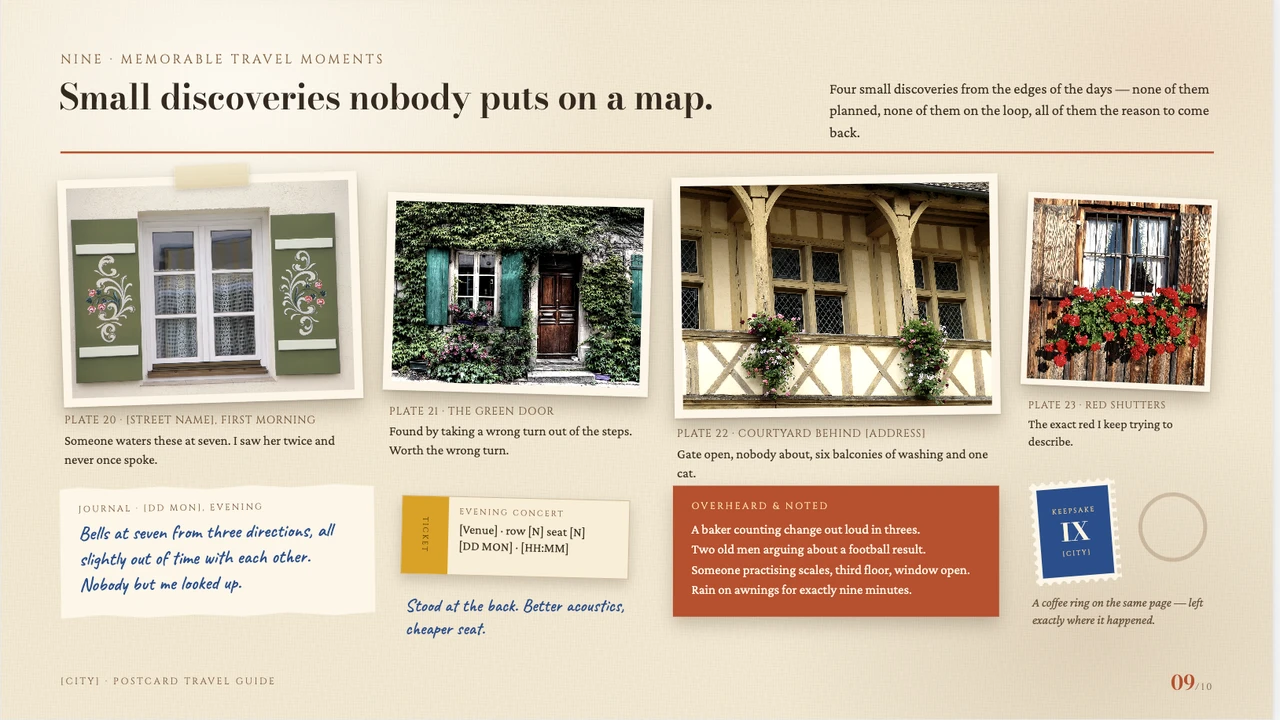 NINE · MEMORABLE TRAVEL MOMENTS
Small discoveries nobody puts on a map.
Four small discoveries from the edges of the days — none of them
planned, none of them on the loop, all of them the reason to come
back.
PLATE 20 · [STREET NAME], FIRST MORNING
Someone waters these at seven. I saw her twice and
never once spoke.
PLATE 21 · THE GREEN DOOR
Found by taking a wrong turn out of the steps.
Worth the wrong turn.
PLATE 22 · COURTYARD BEHIND [ADDRESS]
Gate open, nobody about, six balconies of washing and one
cat.
PLATE 23 · RED SHUTTERS
The exact red I keep trying to
describe.
JOURNAL · [DD MON], EVENING
Bells at seven from three directions, all
slightly out of time with each other.
Nobody but me looked up.
TICKET
EVENING CONCERT
[Venue] · row [N] seat [N]
[DD MON] · [HH:MM]
Stood at the back. Better acoustics,
cheaper seat.
OVERHEARD & NOTED
A baker counting change out loud in threes.
Two old men arguing about a football result.
Someone practising scales, third floor, window open.
Rain on awnings for exactly nine minutes.
KEEPSAKE
IX
[CITY]
A coffee ring on the same page — left
exactly where it happened.
[CITY] · POSTCARD TRAVEL GUIDE
09/10